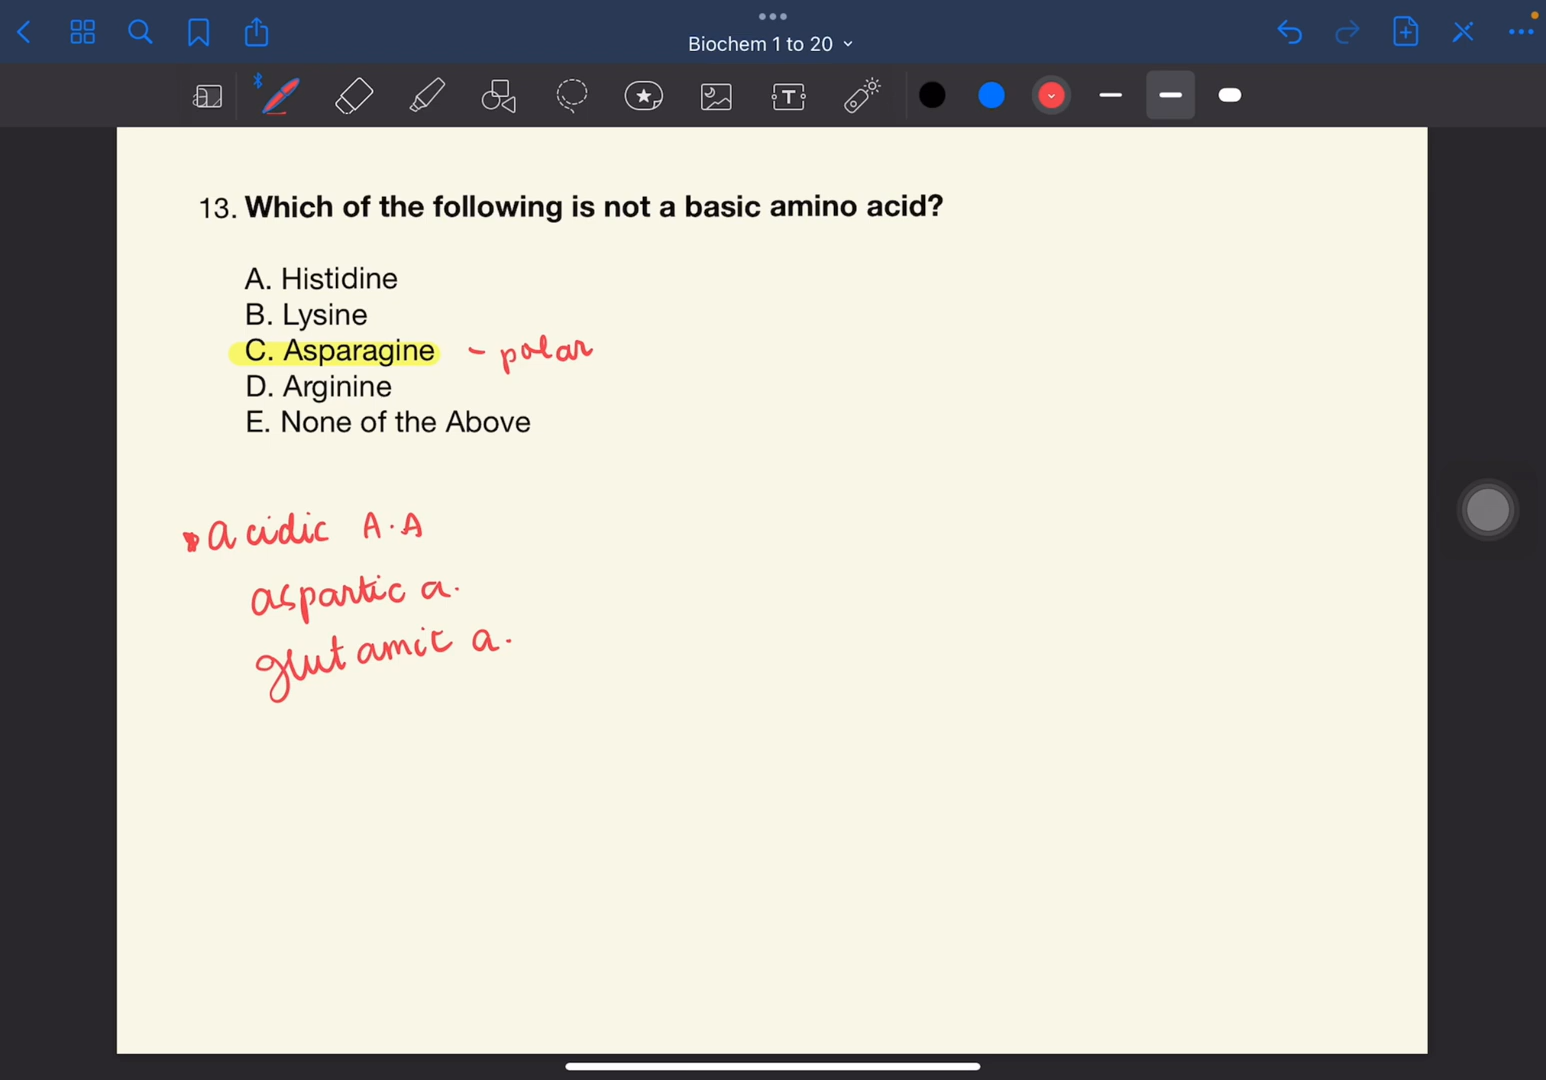 Biochem 1 to 20
13. Which of the following is not a basic amino acid?
A. Histidine
B. Lysine
C. Asparagine - polar
D. Arginine
E. None of the Above
acidic A.A
aspartic a.
glutamic a.